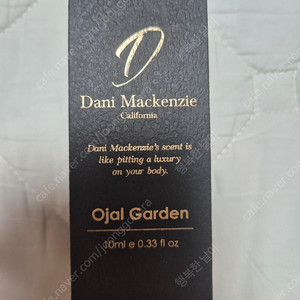 D
Dani Mackenzie
California
Dani Mackenzie's scent is
like pitting a luxury
on your body.
Ojal Garden
10ml e 0.33 fl oz